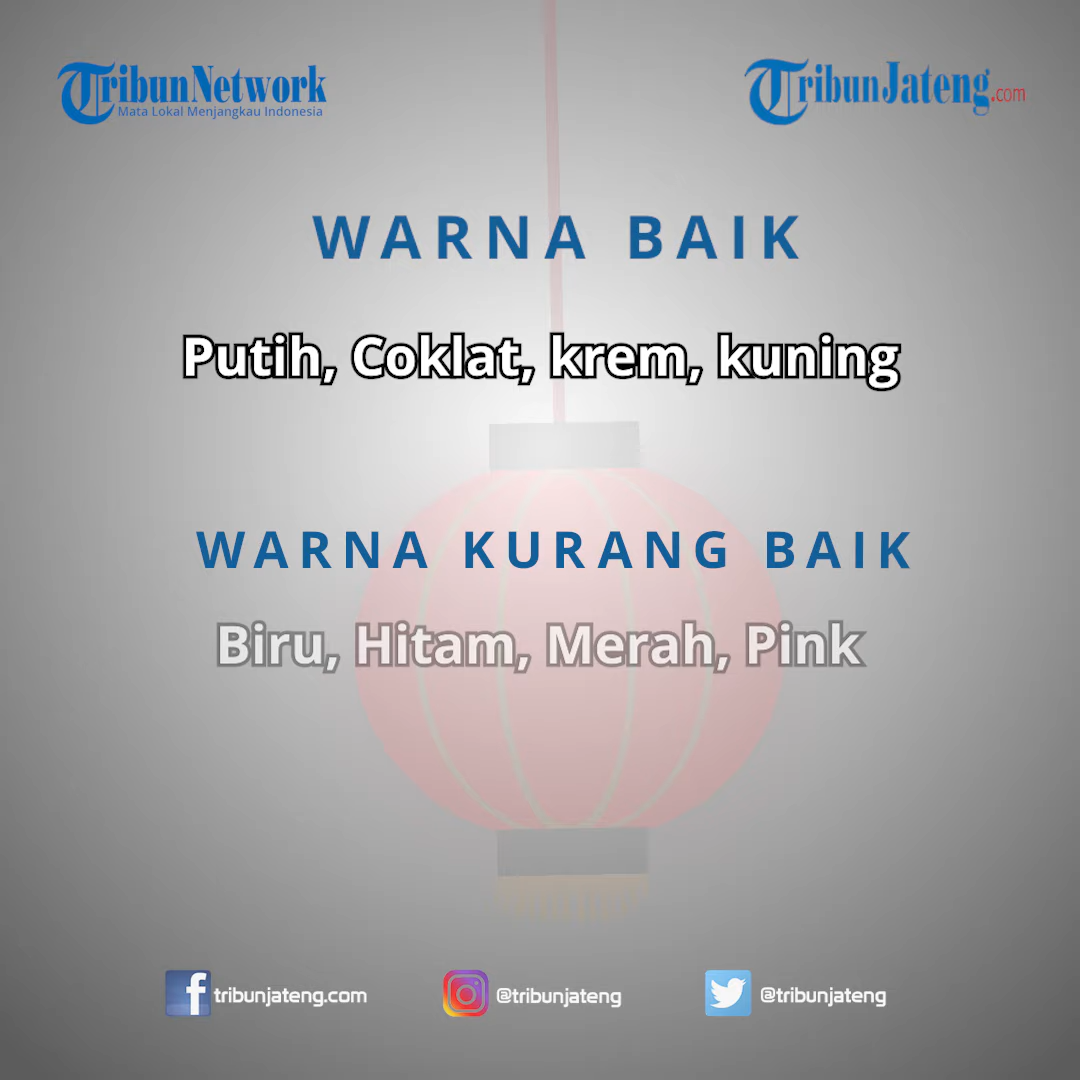 TribunNetwork
Mata Lokal Menjangkau Indonesia
TribunJateng.com
WARNA BAIK
Putih, Coklat, krem, kuning
WARNA KURANG BAIK
Biru, Hitam, Merah, Pink
f tribunjateng.com
@tribunjateng
@tribunjateng